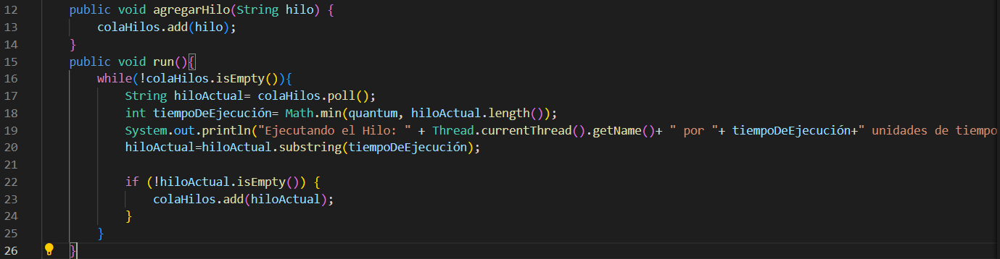 12 public void agregarHilo(String hilo) {
13 colaHilos.add(hilo);
14 }
15 public void run(){
16 while(!colaHilos.isEmpty()){
17 String hiloActual= colaHilos.poll();
18 int tiempoDeEjecución= Math.min(quantum, hiloActual.length());
19 System.out.println("Ejecutando el Hilo: " + Thread.currentThread().getName()+ " por "+ tiempoDeEjecución+" unidades de tiempo
20 hiloActual=hiloActual.substring(tiempoDeEjecución);
21
22 if (!hiloActual.isEmpty()) {
23 colaHilos.add(hiloActual);
24 }
25 }
26 }